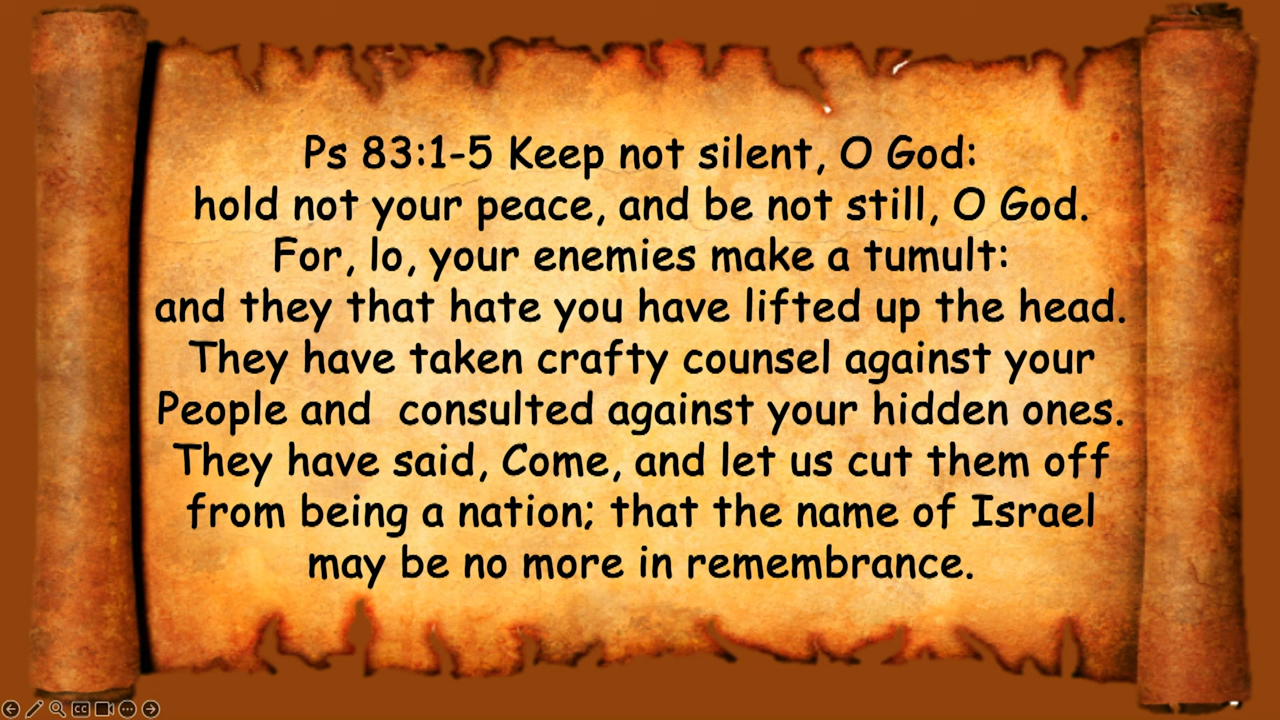 Ps 83:1-5 Keep not silent, O God:
hold not your peace, and be not still, O God.
For, lo, your enemies make a tumult:
and they that hate you have lifted up the head.
They have taken crafty counsel against your
People and  consulted against your hidden ones.
They have said, Come, and let us cut them off
from being a nation; that the name of Israel
may be no more in remembrance.
CC